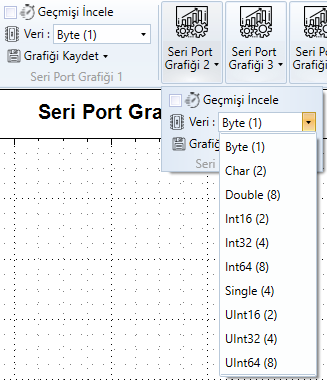 Geçmişi İncele
Veri : Byte (1)
Grafiği Kaydet
Seri Port Grafiği 1
Seri Port
Grafiği 2
Seri Port
Grafiği 3
Seri
Grafi
Seri Port Gra
Geçmişi İncele
Veri : Byte (1)
Grafiğ
Seri
Byte (1)
Char (2)
Double (8)
Int16 (2)
Int32 (4)
Int64 (8)
Single (4)
UInt16 (2)
UInt32 (4)
UInt64 (8)